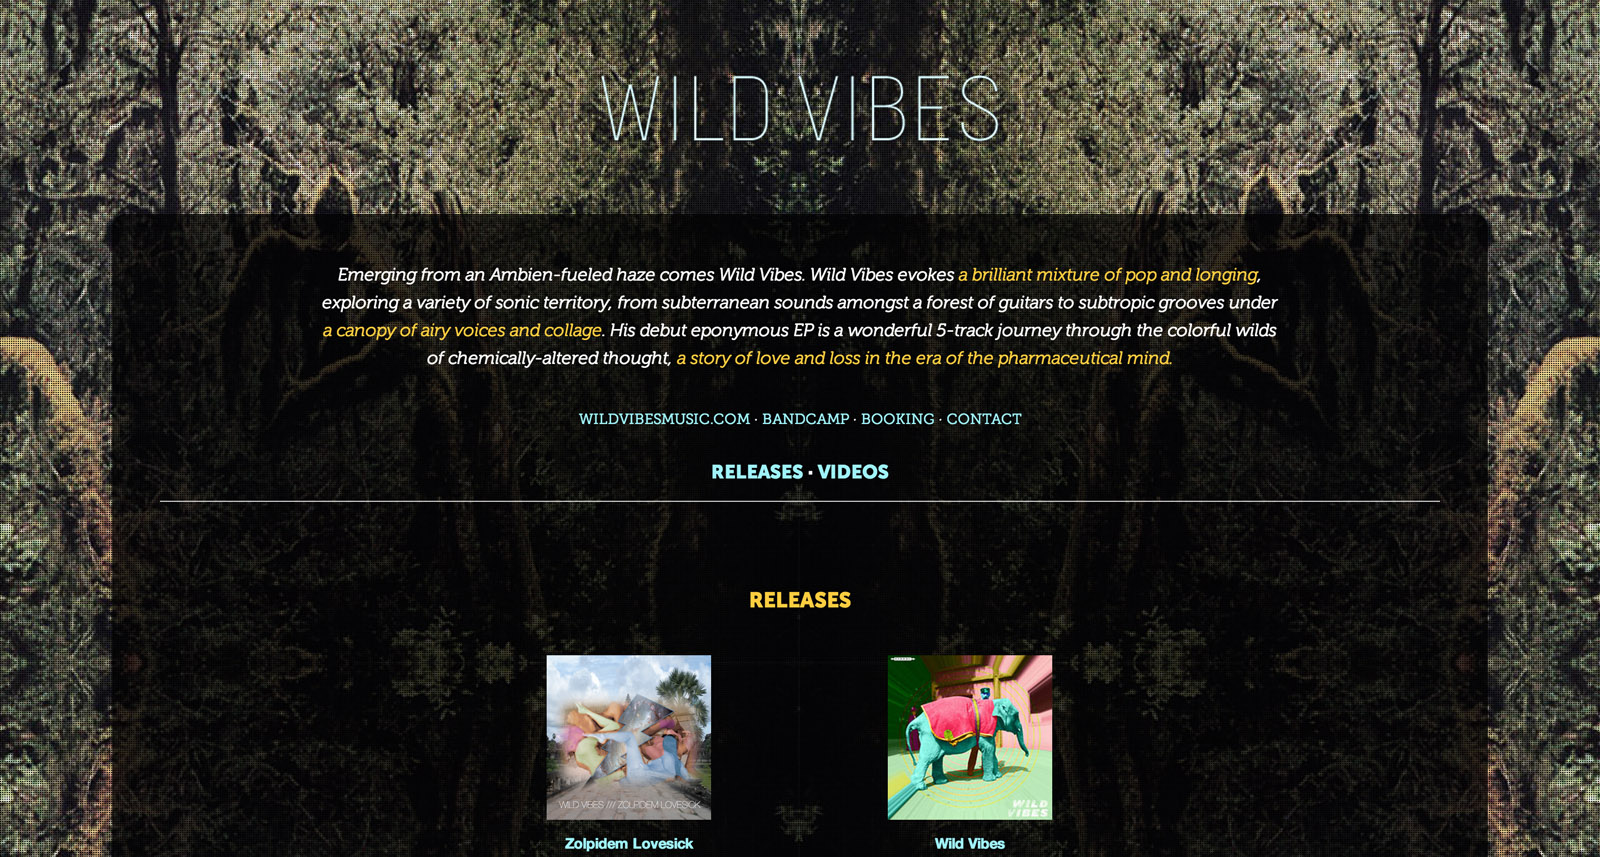 WILD VIBES
Emerging from an Ambien-fueled haze comes Wild Vibes. Wild Vibes evokes a brilliant mixture of pop and longing,
exploring a variety of sonic territory, from subterranean sounds amongst a forest of guitars to subtropic grooves under
a canopy of airy voices and collage. His debut eponymous EP is a wonderful 5-track journey through the colorful wilds
of chemically-altered thought, a story of love and loss in the era of the pharmaceutical mind.
WILDVIBESMUSIC.COM · BANDCAMP · BOOKING · CONTACT
RELEASES · VIDEOS
RELEASES
WILD VIBES /// ZOLPIDEM LOVESICK
WILD
VIBES
Zolpidem Lovesick
Wild Vibes